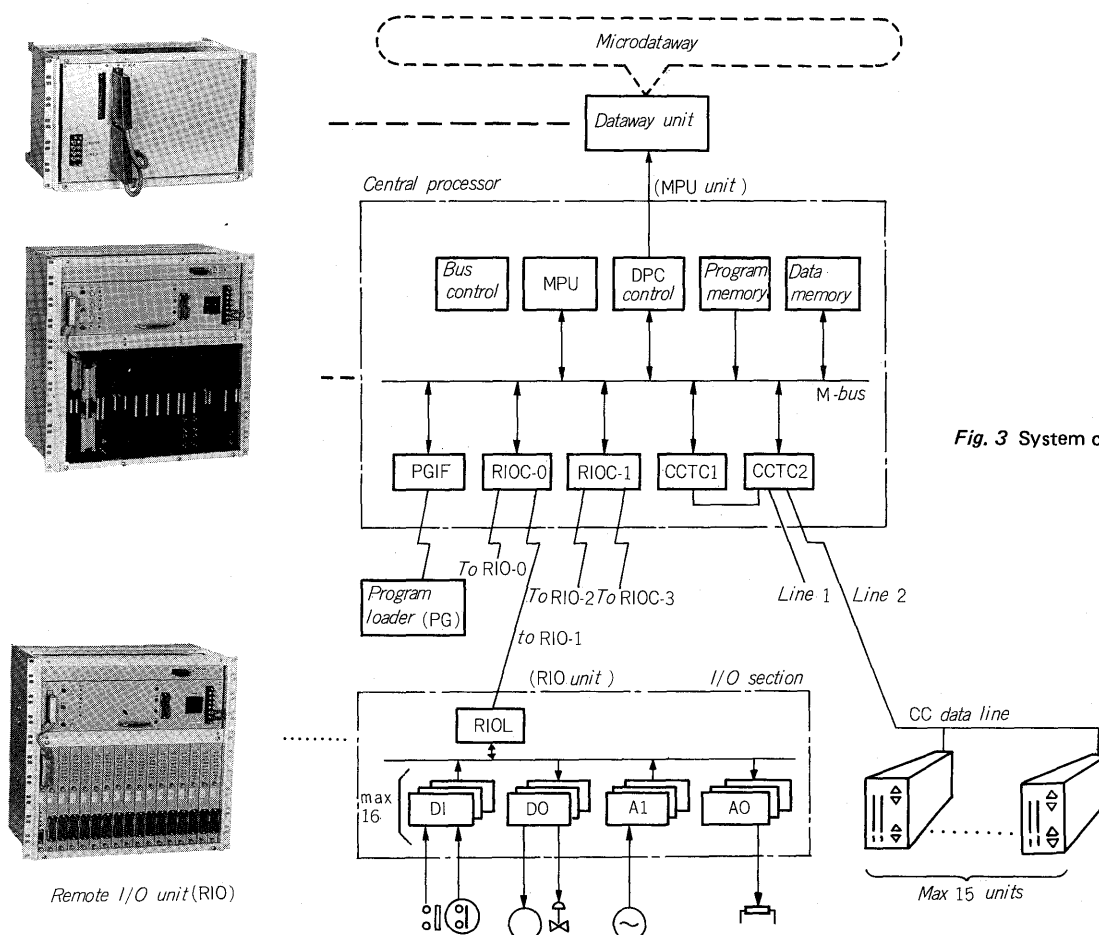 Microdataway
Dataway unit
Central processor
(MPU unit)
Bus
control
MPU
DPC
control
Program
memory
Data
memory
M-bus
Fig. 3 System c
PGIF
RIOC-0
RIOC-1
CCTC1
CCTC2
To RIO-0
Program
loader (PG)
To RIO-2
To RIOC-3
Line 1
Line 2
to RIO-1
(RIO unit)
I/O section
RIOL
CC data line
max
16
DI
DO
A1
AO
Remote I/O unit (RIO)
Max 15 units